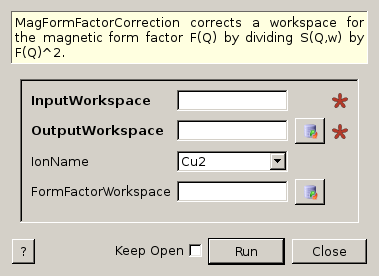 MagFormFactorCorrection corrects a workspace for
the magnetic form factor F(Q) by dividing S(Q,w) by
F(Q)^2.
InputWorkspace
OutputWorkspace
IonName Cu2
FormFactorWorkspace
? Keep Open Run Close